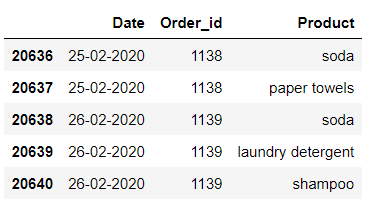 Date Order_id Product
20636 25-02-2020 1138 soda
20637 25-02-2020 1138 paper towels
20638 26-02-2020 1139 soda
20639 26-02-2020 1139 laundry detergent
20640 26-02-2020 1139 shampoo